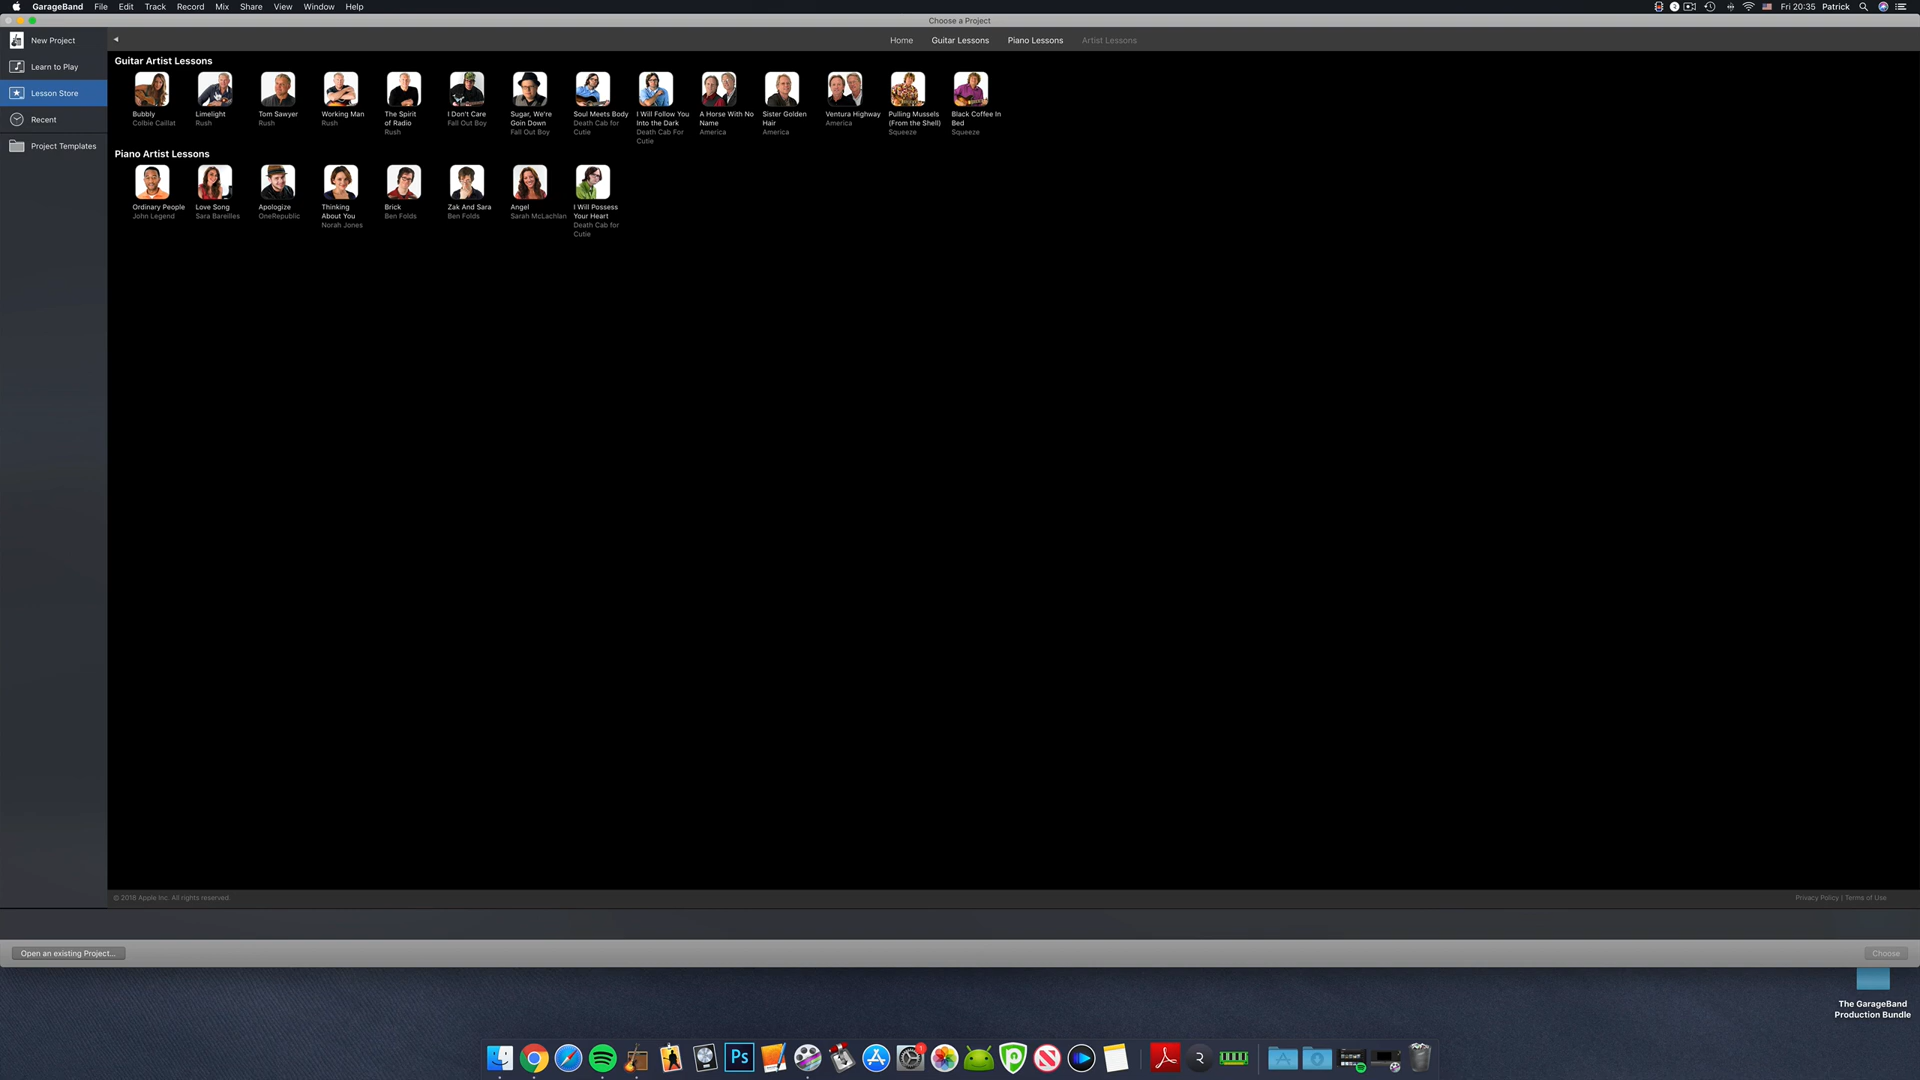 GarageBand File Edit Track Record Mix Share View Window Help
Fri 20:35 Patrick
Choose a Project
New Project
Learn to Play
Lesson Store
Recent
Project Templates
Home Guitar Lessons Piano Lessons Artist Lessons
Guitar Artist Lessons
Bubbly
Colbie Caillat
Limelight
Rush
Tom Sawyer
Rush
Working Man
Rush
The Spirit
of Radio
Rush
I Don't Care
Fall Out Boy
Sugar, We're
Goin Down
Fall Out Boy
Soul Meets Body
Death Cab for
Cutie
I Will Follow You
Into the Dark
Death Cab For
Cutie
A Horse With No
Name
America
Sister Golden
Hair
America
Ventura Highway
America
Pulling Mussels
(From the Shell)
Squeeze
Black Coffee In
Bed
Squeeze
Piano Artist Lessons
Ordinary People
John Legend
Love Song
Sara Bareilles
Apologize
OneRepublic
Thinking
About You
Norah Jones
Brick
Ben Folds
Zak And Sara
Ben Folds
Angel
Sarah McLachlan
I Will Possess
Your Heart
Death Cab for
Cutie
© 2018 Apple Inc. All rights reserved.
Privacy Policy | Terms of Use
Open an existing Project...
Choose
The GarageBand
Production Bundle
Ps